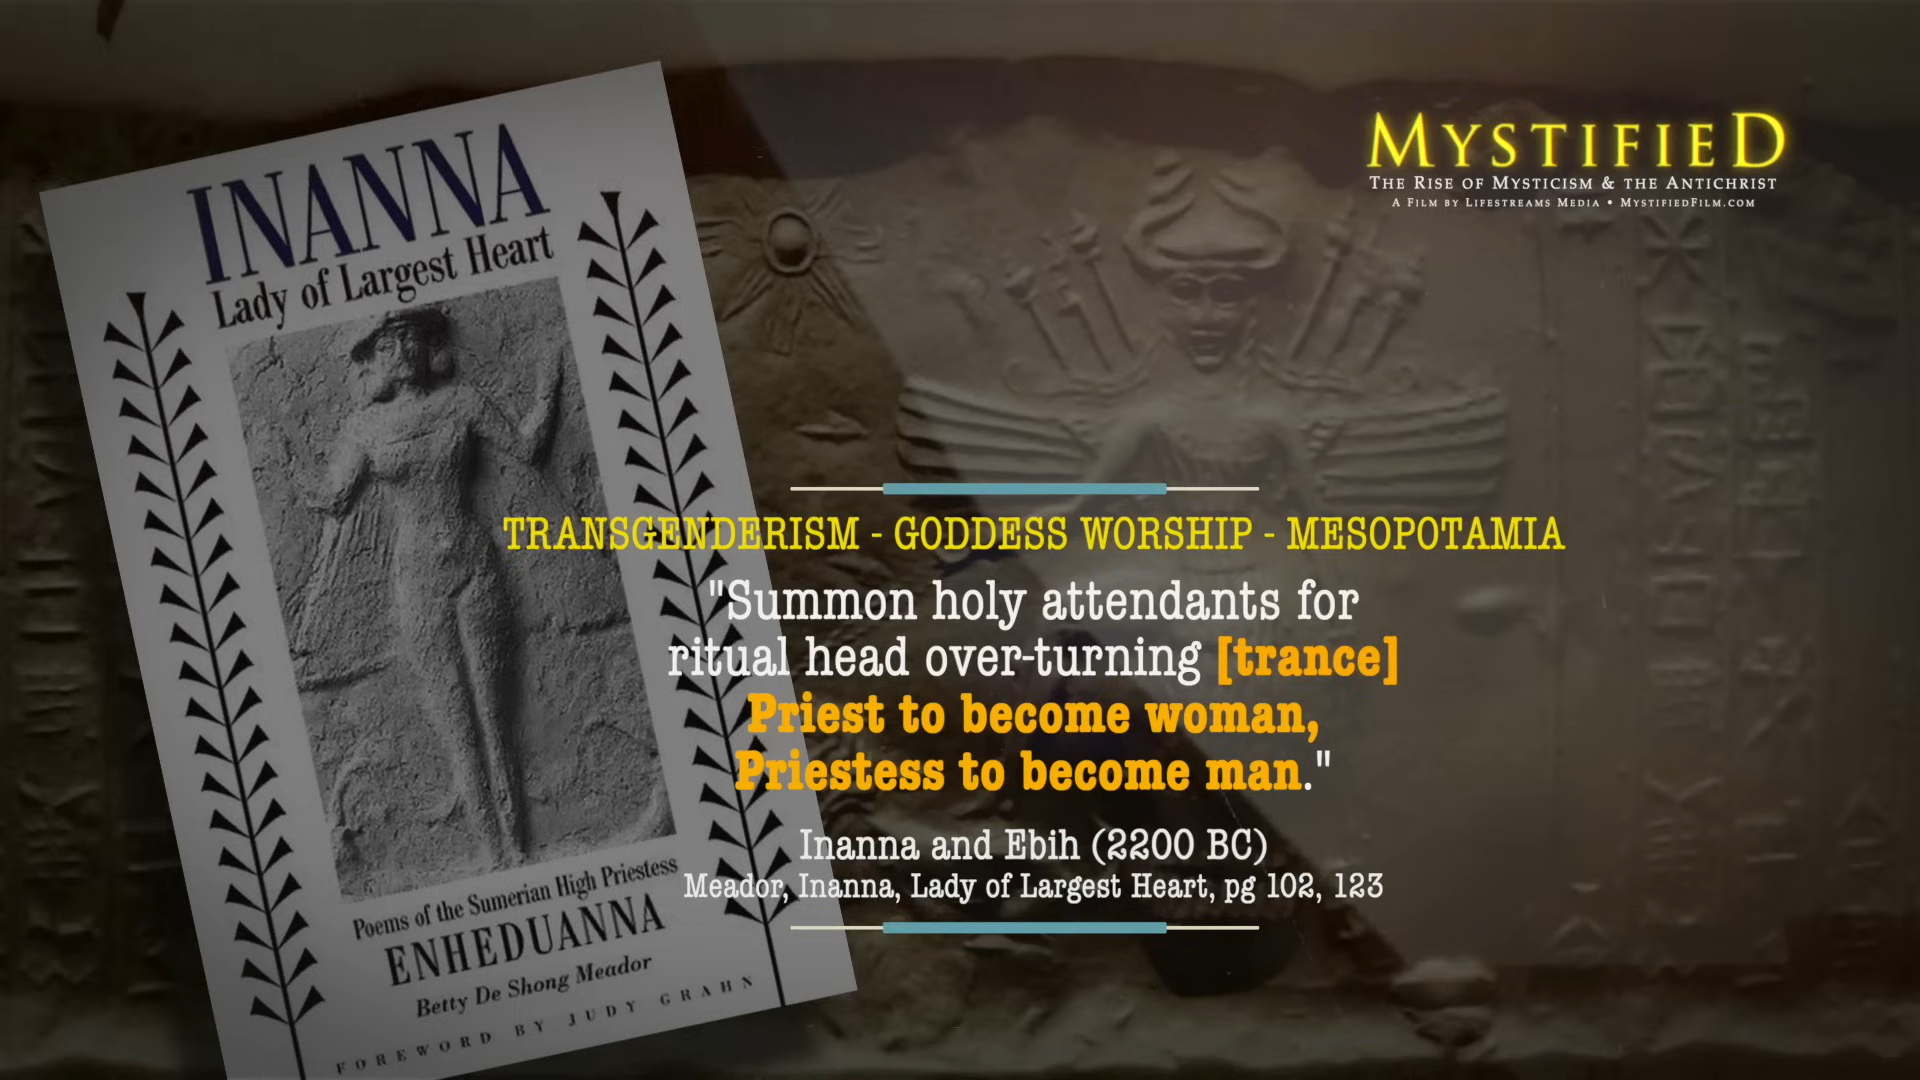 MYSTIFIED
THE RISE OF MYSTICISM & THE ANTICHRIST
A FILM BY LIFESTREAMS MEDIA • MYSTIFIEDFILM.COM
INANNA
Lady of Largest Heart
Poems of the Sumerian High Priestess
ENHEDUANNA
Betty De Shong Meador
FOREWORD BY JUDY GRAHN
TRANSGENDERISM - GODDESS WORSHIP - MESOPOTAMIA
"Summon holy attendants for
ritual head over-turning [trance]
Priest to become woman,
Priestess to become man."
Inanna and Ebih (2200 BC)
Meador, Inanna, Lady of Largest Heart, pg 102, 123